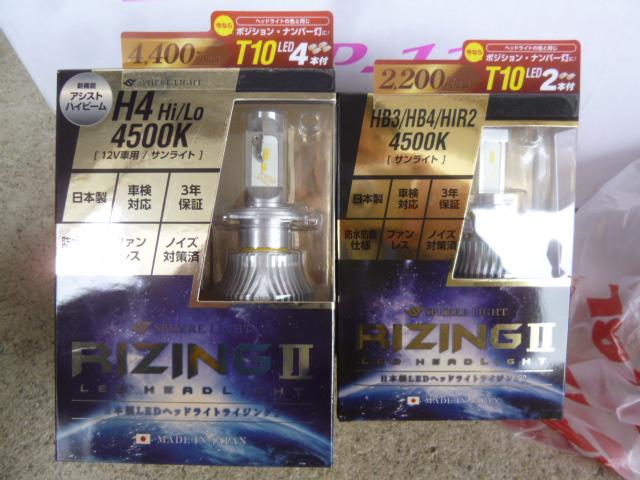 今なら
ヘッドライトの色と同じ
ポジション・ナンバー灯に!
4,400
T10 LED 4本付
新機能
アシスト
ハイビーム
SPHERE LIGHT
H4 Hi/Lo
4500K
[ 12V車用 / サンライト ]
日本製
車検
対応
3年
保証
ファン
レス
ノイズ
対策済
SPHERE LIGHT
RIZING II
LED HEADLIGHT
日本製LEDヘッドライトライジング2
MADE IN JAPAN
今なら
ヘッドライトの色と同じ
ポジション・ナンバー灯に!
2,200
T10 LED 2本付
HB3/HB4/HIR2
4500K
[ サンライト ]
日本製
車検
対応
3年
保証
防水防塵
仕様
ファン
レス
ノイズ
対策済
SPHERE LIGHT
RIZING II
LED HEADLIGHT
日本製LEDヘッドライトライジング2
MADE IN JAPAN